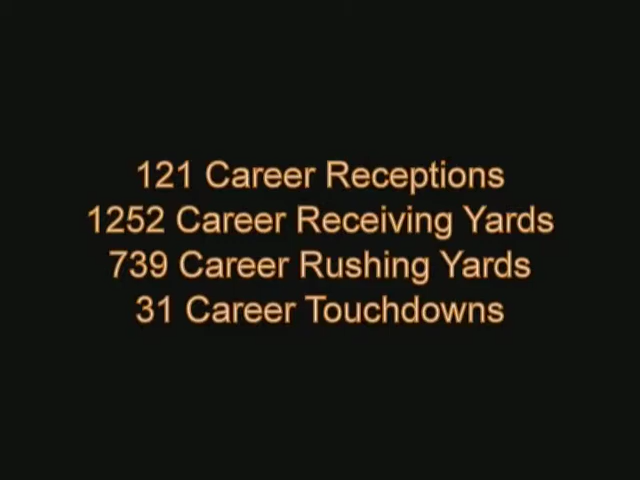 121 Career Receptions
1252 Career Receiving Yards
739 Career Rushing Yards
31 Career Touchdowns